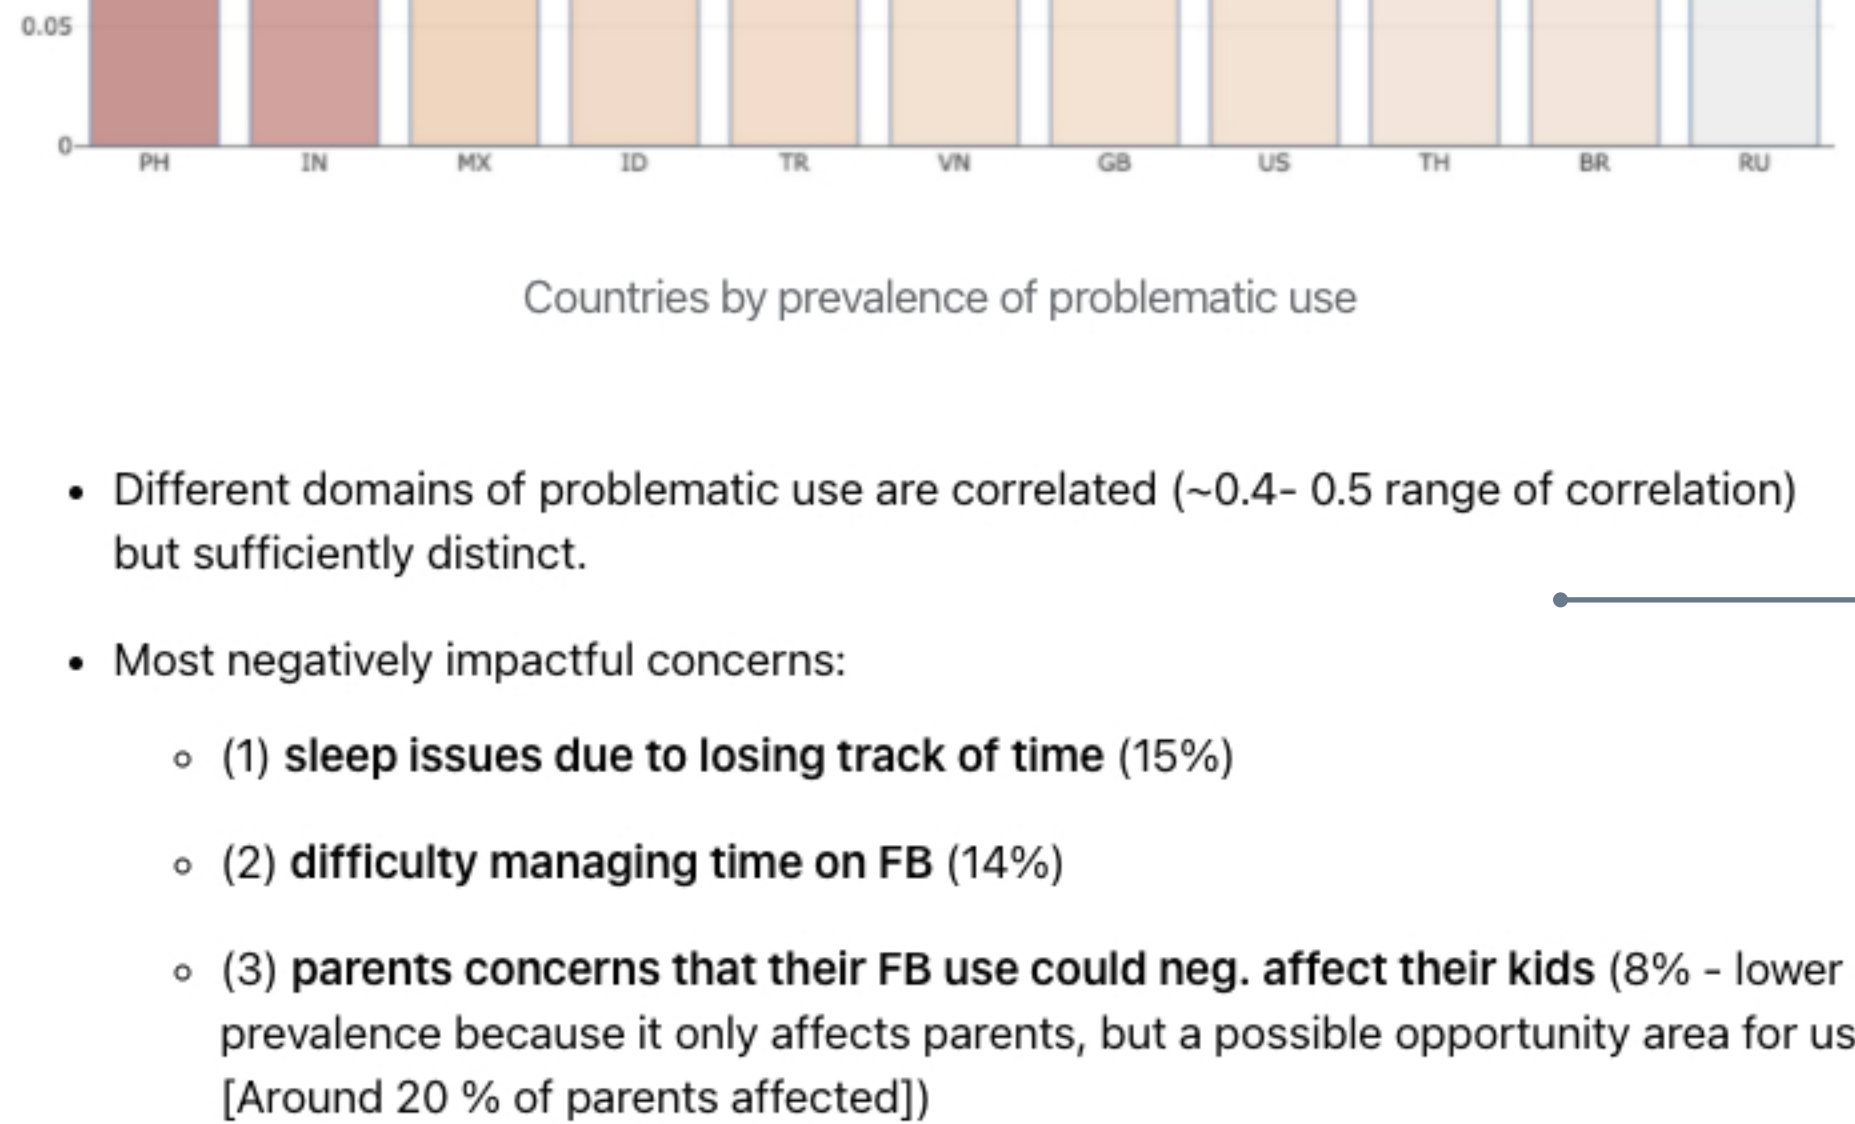 0.05
0
PH IN MX ID TR VN GB US TH BR RU
Countries by prevalence of problematic use
• Different domains of problematic use are correlated (~0.4- 0.5 range of correlation)
but sufficiently distinct.
• Most negatively impactful concerns:
◦ (1) sleep issues due to losing track of time (15%)
◦ (2) difficulty managing time on FB (14%)
◦ (3) parents concerns that their FB use could neg. affect their kids (8% - lower
prevalence because it only affects parents, but a possible opportunity area for us
[Around 20 % of parents affected])